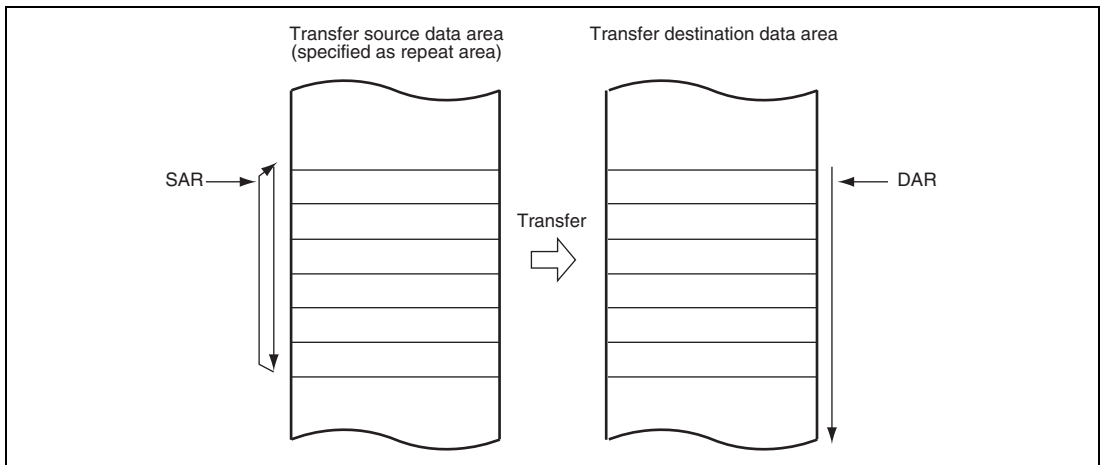 Transfer source data area
(specified as repeat area)
Transfer destination data area
SAR
Transfer
DAR